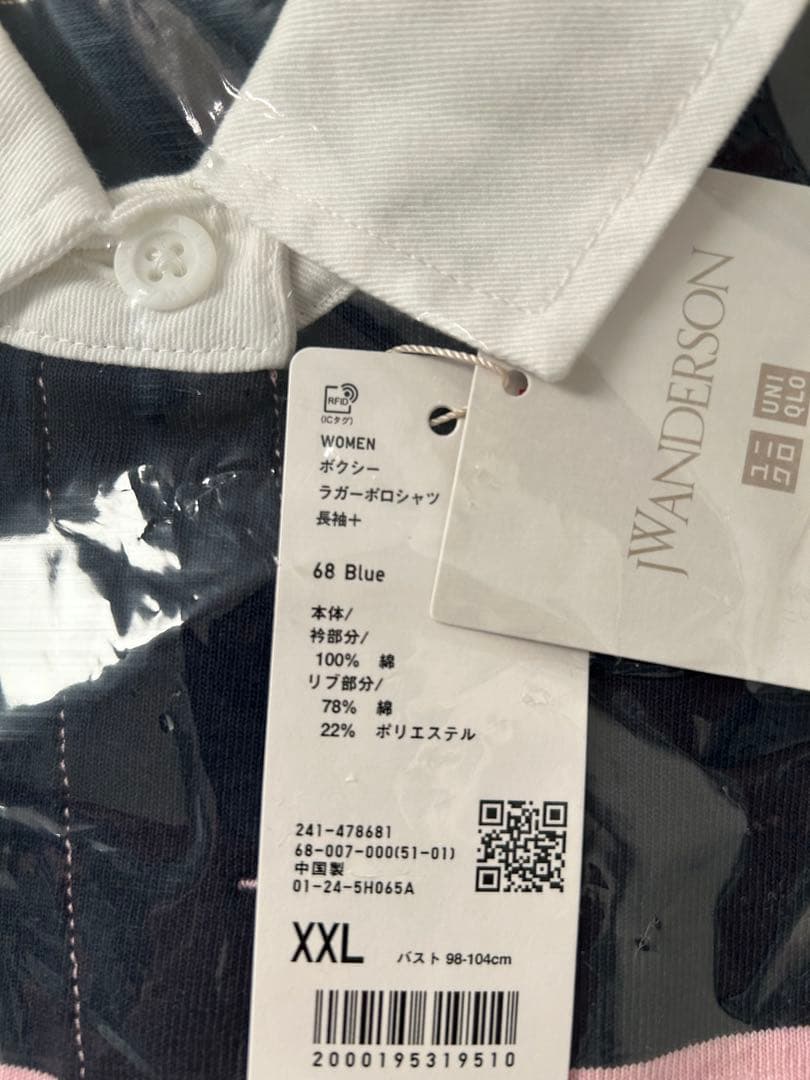 RFID
(ICタグ)
WOMEN
ボクシー
ラガーポロシャツ
長袖+
68 Blue
本体/
衿部分/
100% 綿
リブ部分/
78% 綿
22% ポリエステル
241-478681
68-007-000(51-01)
中国製
01-24-5H065A
XXL バスト 98-104cm
2000195319510
JWANDERSON
UNI
QLO
ユニ
クロ